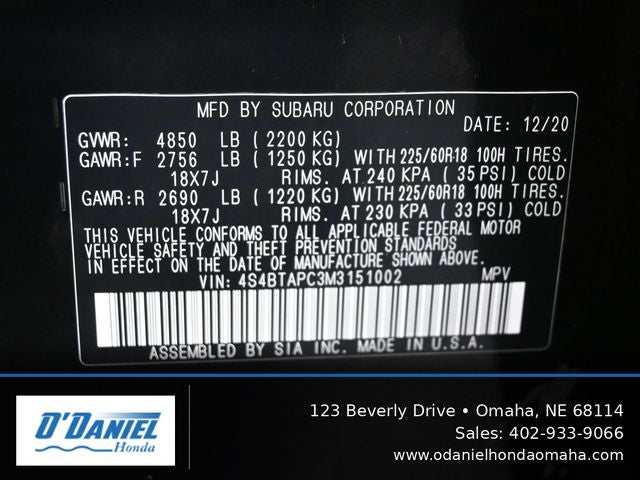 MFD BY SUBARU CORPORATION
DATE: 12/20
GVWR: 4850 LB ( 2200 KG)
GAWR:F 2756 LB ( 1250 KG) WITH 225/60R18 100H TIRES.
18X7J RIMS. AT 240 KPA ( 35 PSI) COLD
GAWR:R 2690 LB ( 1220 KG) WITH 225/60R18 100H TIRES.
18X7J RIMS. AT 230 KPA ( 33 PSI) COLD
THIS VEHICLE CONFORMS TO ALL APPLICABLE FEDERAL MOTOR
VEHICLE SAFETY AND THEFT PREVENTION STANDARDS
IN EFFECT ON THE DATE OF MANUFACTURE SHOWN ABOVE.
VIN: 4S4BTAPC3M3151002 MPV
ASSEMBLED BY SIA INC. MADE IN U.S.A.
O'DANIEL
Honda
123 Beverly Drive • Omaha, NE 68114
Sales: 402-933-9066
www.odanielhondaomaha.com